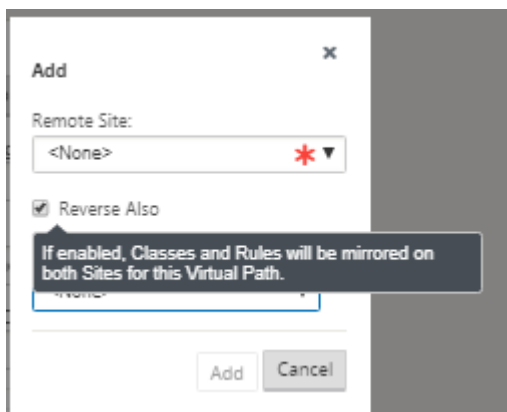 Add
Remote Site:
<None>
Reverse Also
If enabled, Classes and Rules will be mirrored on
both Sites for this Virtual Path.
Add
Cancel